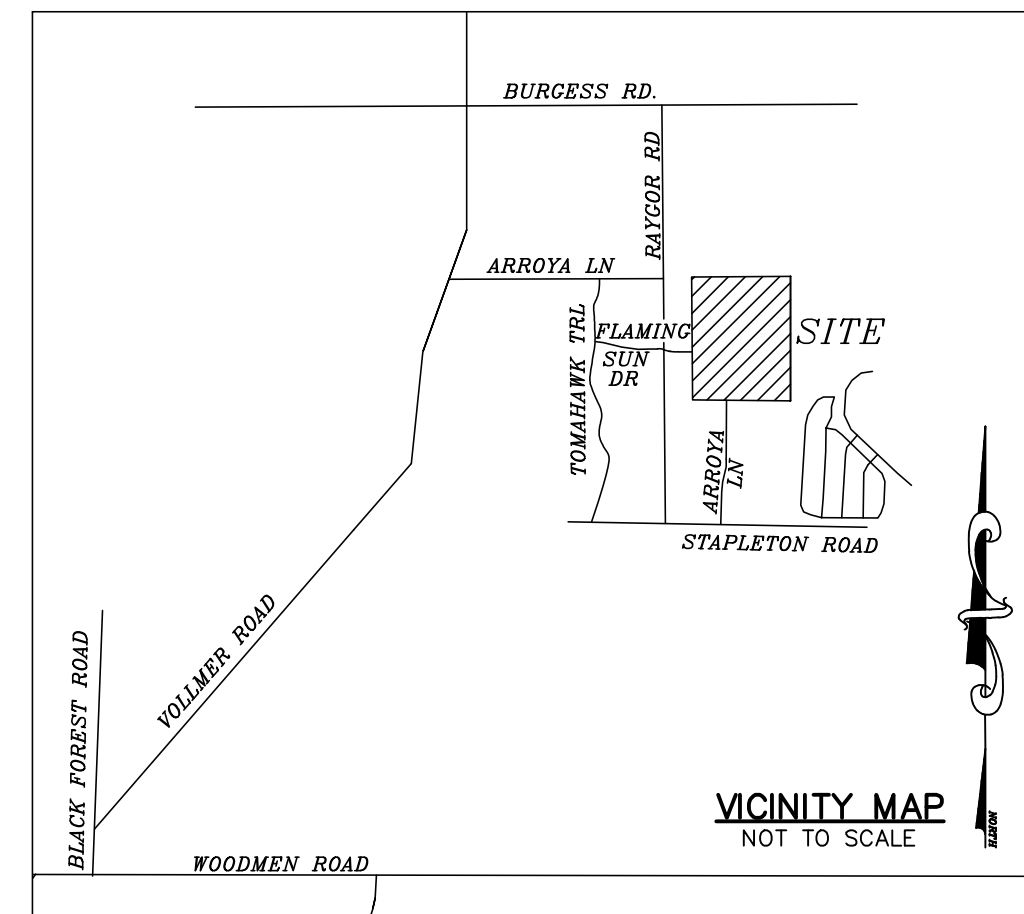 BURGESS RD.
RAYGOR RD
ARROYA LN
TOMAHAWK TRL
FLAMING
SUN
DR
SITE
ARROYA
LN
STAPLETON ROAD
VOLLMER ROAD
BLACK FOREST ROAD
WOODMEN ROAD
VICINITY MAP
NOT TO SCALE
NORTH